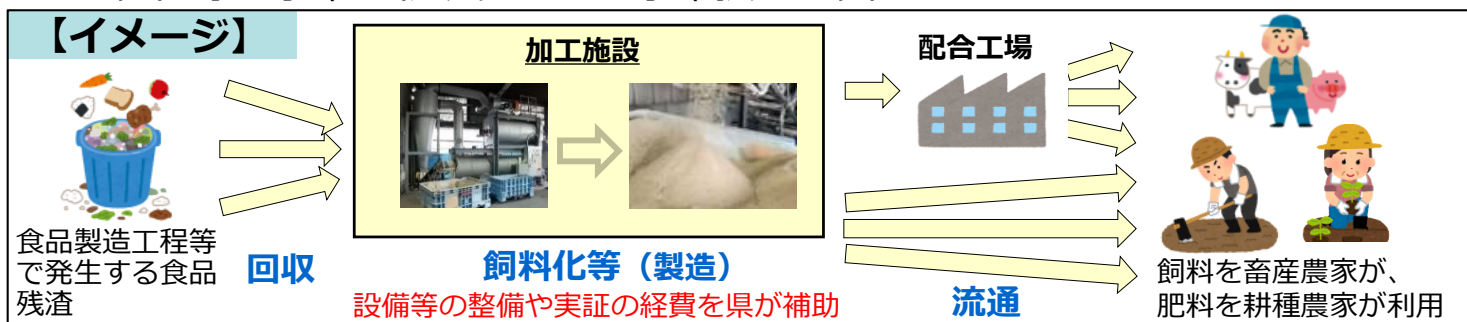 【イメージ】
加工施設
配合工場
食品製造工程等
で発生する食品
残渣
回収
飼料化等（製造）
設備等の整備や実証の経費を県が補助
流通
飼料を畜産農家が、
肥料を耕種農家が利用